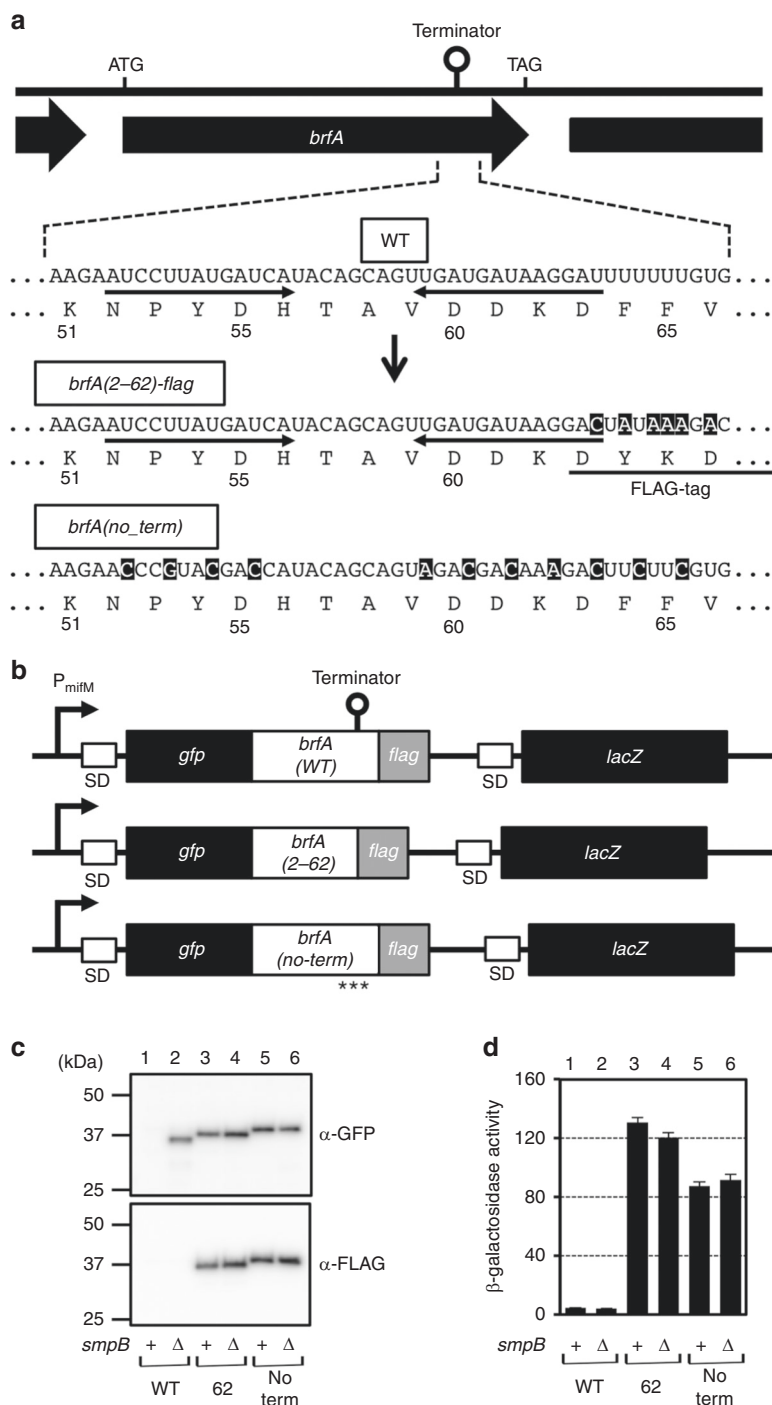 a
Terminator
ATG
TAG
brfA
WT
...AAGAAUCCUUAUGAUCAUACAGCAGUUGAUGAUAAGGAUUUUUUUGUG...
... K N P Y D H T A V D D K D F F V ...
51 55 60 65
brfA(2–62)-flag
...AAGAAUCCUUAUGAUCAUACAGCAGUUGAUGAUAAGGACUAUAAAGAC...
... K N P Y D H T A V D D K D Y K D ...
51 55 60
FLAG-tag
brfA(no_term)
...AAGAACCCGUACGACCAUACAGCAGUAGACGACAAAGACUUCUUCGUG...
... K N P Y D H T A V D D K D F F V ...
51 55 60 65
b
PmifM
Terminator
SD
gfp
brfA
(WT)
flag
SD
lacZ
SD
gfp
brfA
(2–62)
flag
SD
lacZ
SD
gfp
brfA
(no-term)
flag
SD
lacZ
***
c
(kDa) 1 2 3 4 5 6
50
37
25
α-GFP
50
37
25
α-FLAG
smpB + Δ + Δ + Δ
WT 62 No
term
d
1 2 3 4 5 6
β-galactosidase activity
160
120
80
40
0
smpB + Δ + Δ + Δ
WT 62 No
term